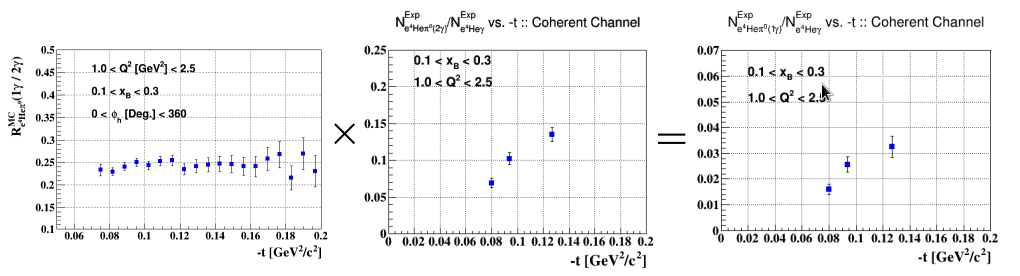 N^Exp_e⁴Heπ⁰(2γ)/N^Exp_e⁴Heγ vs. -t :: Coherent Channel
N^Exp_e⁴Heπ⁰(1γ)/N^Exp_e⁴Heγ vs. -t :: Coherent Channel
R^MC_e⁴Heπ⁰(1γ / 2γ)
1.0 < Q² [GeV²] < 2.5
0.1 < x_B < 0.3
0 < ϕ_h [Deg.] < 360
0.5
0.45
0.4
0.35
0.3
0.25
0.2
0.15
0.1
0.06 0.08 0.1 0.12 0.14 0.16 0.18 0.2
-t [GeV²/c²]
×
0.1 < x_B < 0.3
1.0 < Q² < 2.5
0.25
0.2
0.15
0.1
0.05
0
0 0.02 0.04 0.06 0.08 0.1 0.12 0.14 0.16 0.18 0.2
-t [GeV²/c²]
=
0.1 < x_B < 0.3
1.0 < Q² < 2.5
0.07
0.06
0.05
0.04
0.03
0.02
0.01
0
0 0.02 0.04 0.06 0.08 0.1 0.12 0.14 0.16 0.18 0.2
-t [GeV²/c²]